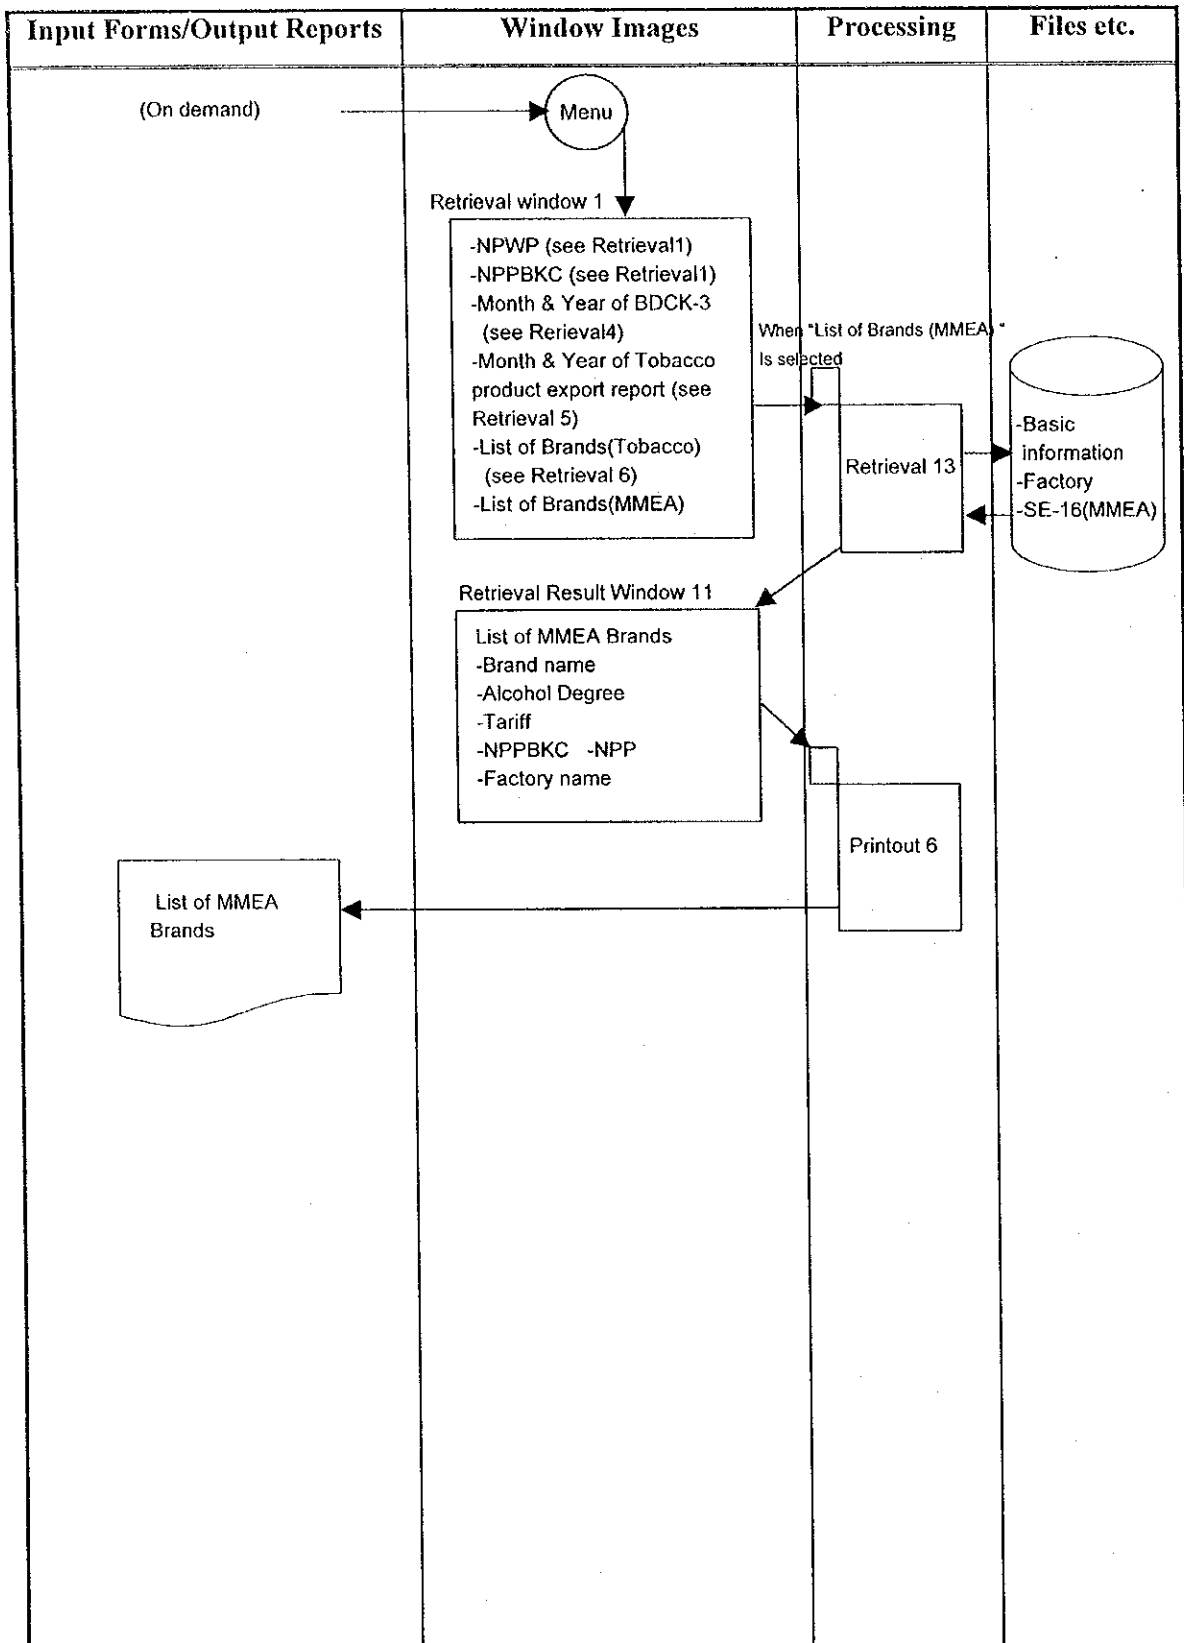 Input Forms/Output Reports
Window Images
Processing
Files etc.
(On demand)
Menu
Retrieval window 1
-NPWP (see Retrieval1)
-NPPBKC (see Retrieval1)
-Month & Year of BDCK-3
(see Rerieval4)
-Month & Year of Tobacco
product export report (see
Retrieval 5)
-List of Brands(Tobacco)
(see Retrieval 6)
-List of Brands(MMEA)
When "List of Brands (MMEA) "
Is selected
Retrieval 13
-Basic
information
-Factory
-SE-16(MMEA)
Retrieval Result Window 11
List of MMEA Brands
-Brand name
-Alcohol Degree
-Tariff
-NPPBKC -NPP
-Factory name
Printout 6
List of MMEA
Brands